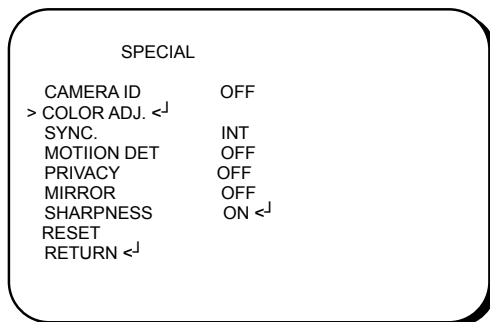 SPECIAL
CAMERA ID OFF
> COLOR ADJ. <┘
SYNC. INT
MOTIION DET OFF
PRIVACY OFF
MIRROR OFF
SHARPNESS ON <┘
RESET
RETURN <┘